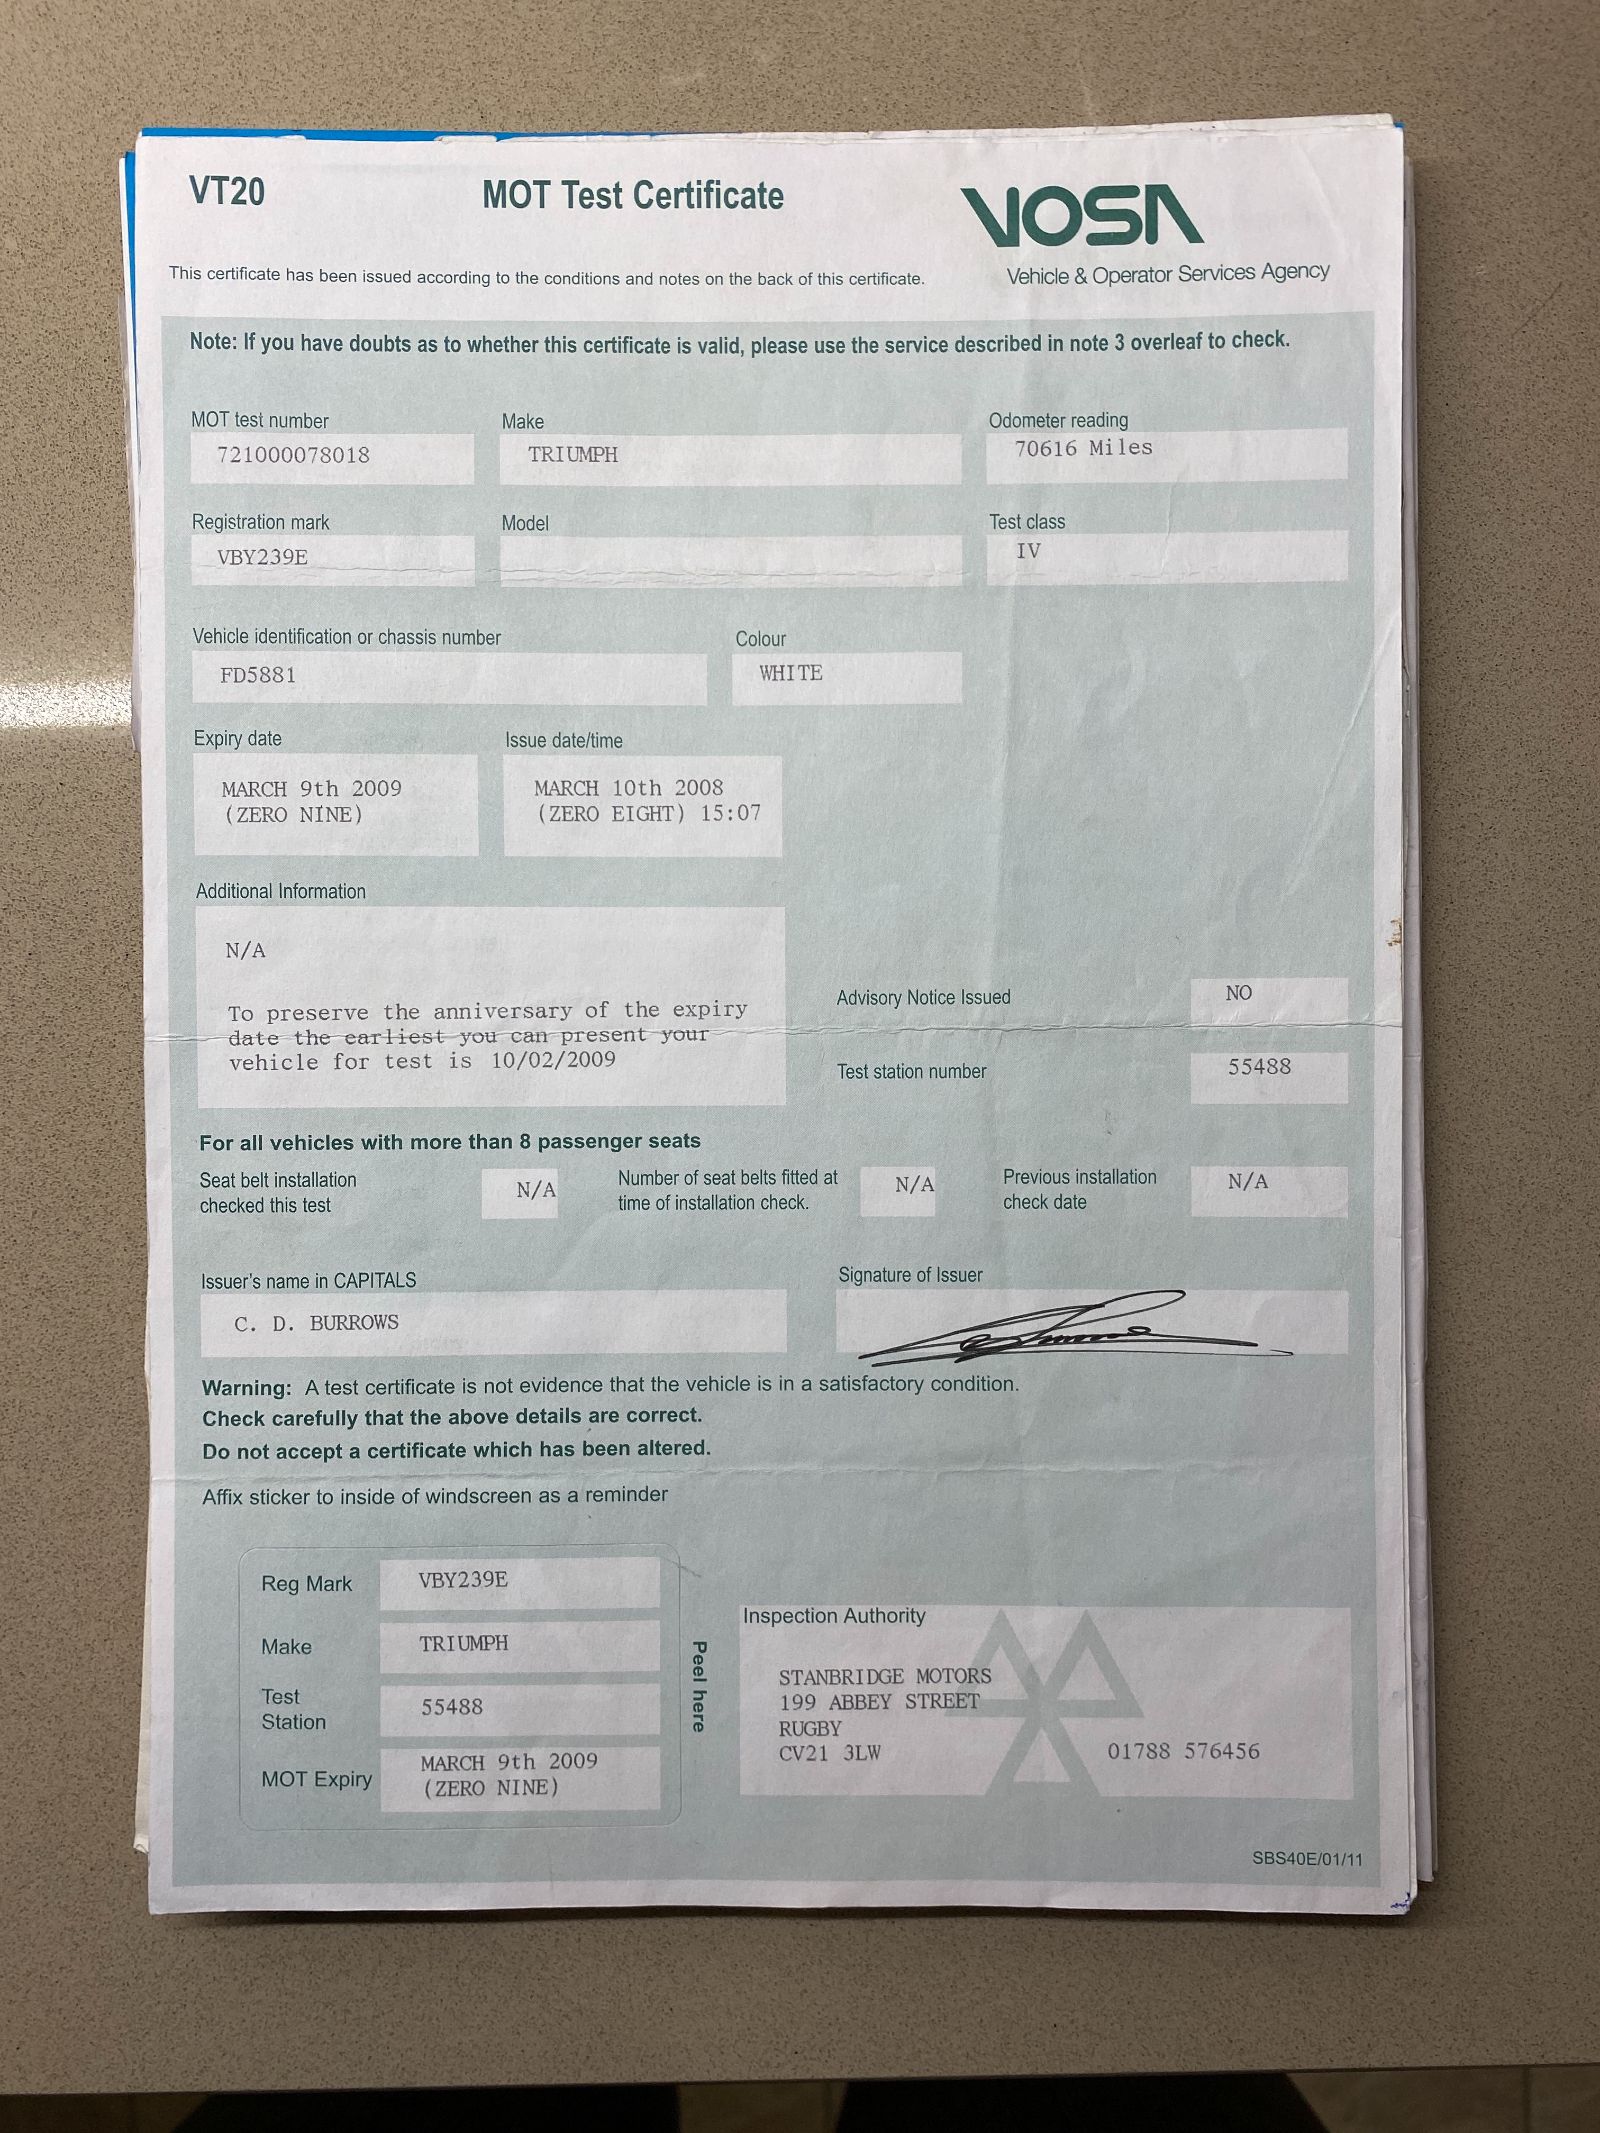 VT20
MOT Test Certificate
VOSA
Vehicle & Operator Services Agency
This certificate has been issued according to the conditions and notes on the back of this certificate.
Note: If you have doubts as to whether this certificate is valid, please use the service described in note 3 overleaf to check.
MOT test number
721000078018
Make
TRIUMPH
Odometer reading
70616 Miles
Registration mark
VBY239E
Model
Test class
IV
Vehicle identification or chassis number
FD5881
Colour
WHITE
Expiry date
MARCH 9th 2009
(ZERO NINE)
Issue date/time
MARCH 10th 2008
(ZERO EIGHT) 15:07
Additional Information
N/A
To preserve the anniversary of the expiry
date the earliest you can present your
vehicle for test is 10/02/2009
Advisory Notice Issued
NO
Test station number
55488
For all vehicles with more than 8 passenger seats
Seat belt installation
checked this test
N/A
Number of seat belts fitted at
time of installation check.
N/A
Previous installation
check date
N/A
Issuer's name in CAPITALS
C. D. BURROWS
Signature of Issuer
Warning: A test certificate is not evidence that the vehicle is in a satisfactory condition.
Check carefully that the above details are correct.
Do not accept a certificate which has been altered.
Affix sticker to inside of windscreen as a reminder
Reg Mark
VBY239E
Make
TRIUMPH
Test
Station
55488
MOT Expiry
MARCH 9th 2009
(ZERO NINE)
Peel here
Inspection Authority
STANBRIDGE MOTORS
199 ABBEY STREET
RUGBY
CV21 3LW
01788 576456
SBS40E/01/11